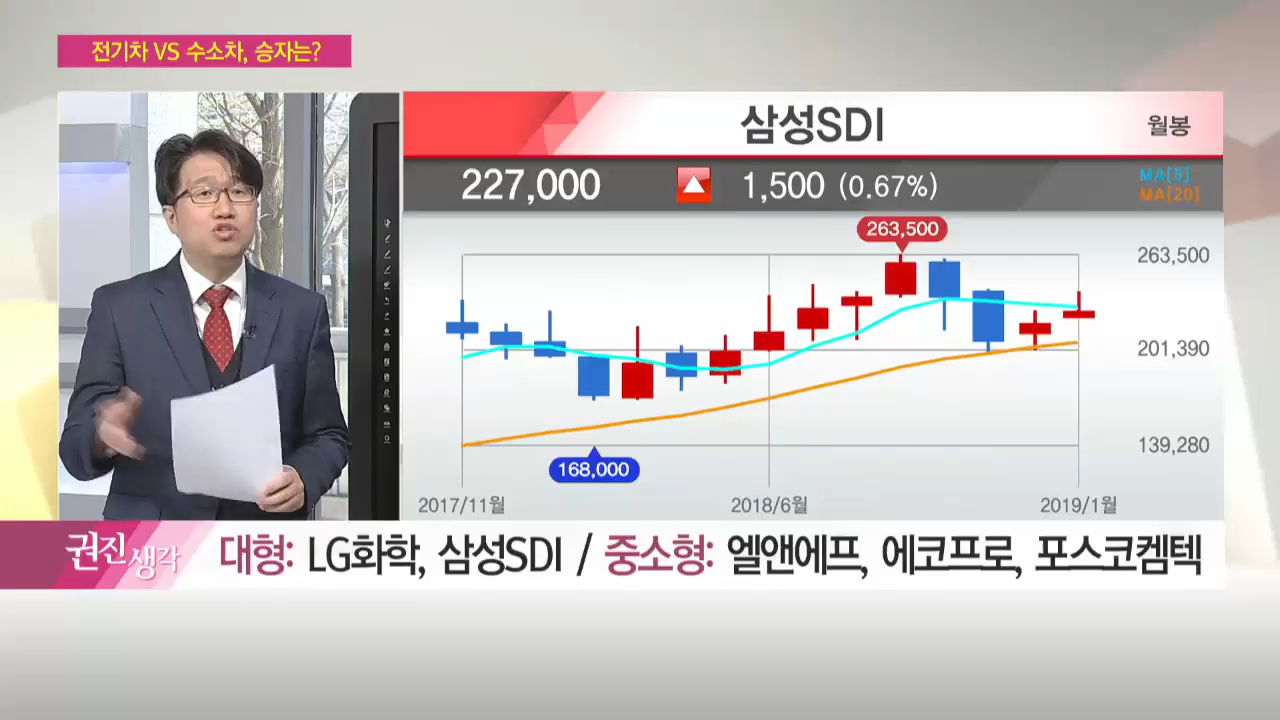 전기차 VS 수소차, 승자는?
삼성SDI
월봉
227,000 ▲ 1,500 (0.67%)
MA[5]
MA[20]
263,500
263,500
201,390
139,280
168,000
2017/11월 2018/6월 2019/1월
권진생각 대형: LG화학, 삼성SDI / 중소형: 엘앤에프, 에코프로, 포스코켐텍